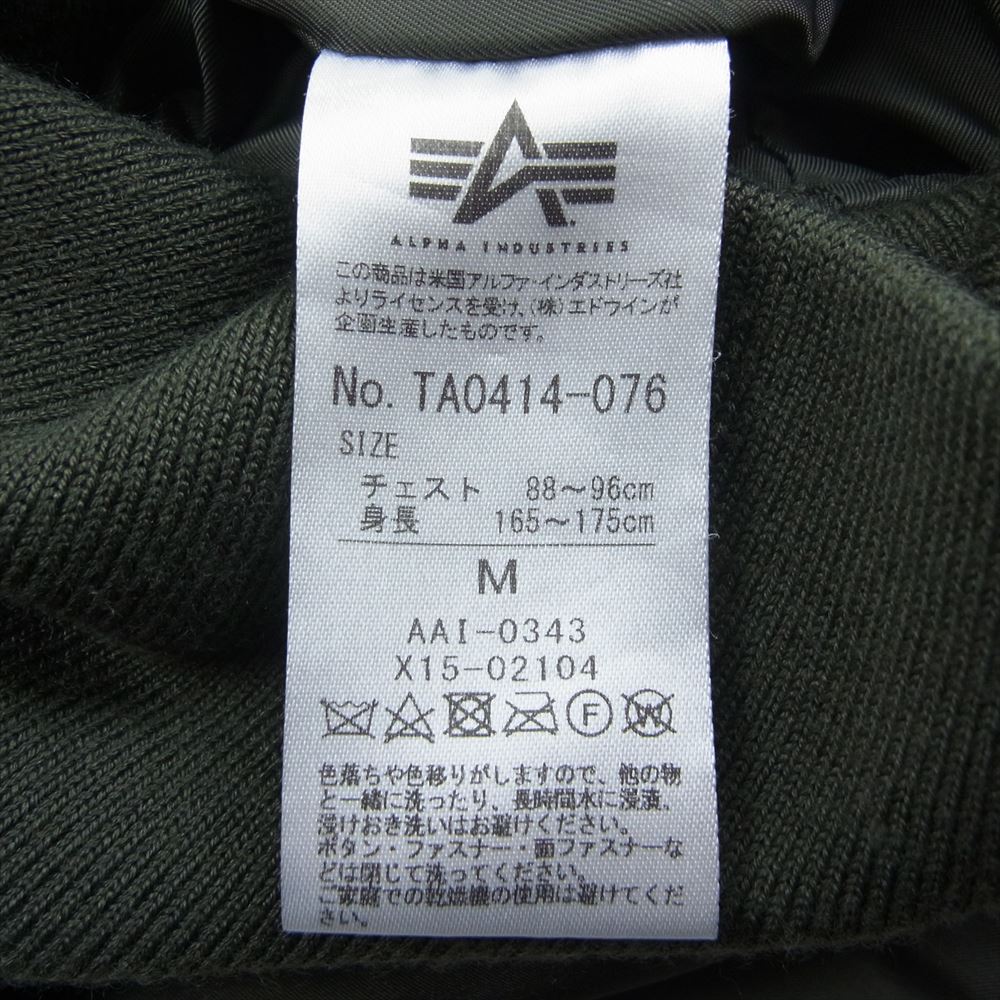 ALPHA INDUSTRIES
この商品は米国アルファ・インダストリーズ社
よりライセンスを受け、(株)エドウインが
企画生産したものです。
No. TA0414-076
SIZE
チェスト 88～96cm
身長 165～175cm
M
AAI-0343
X15-02104
F W
色落ちや色移りがしますので、他の物
と一緒に洗ったり、長時間水に浸漬、
浸けおき洗いはお避けください。
ボタン・ファスナー・面ファスナーな
どは閉じて洗ってください。
ご家庭での乾燥機の使用は避けてくだ
さい。